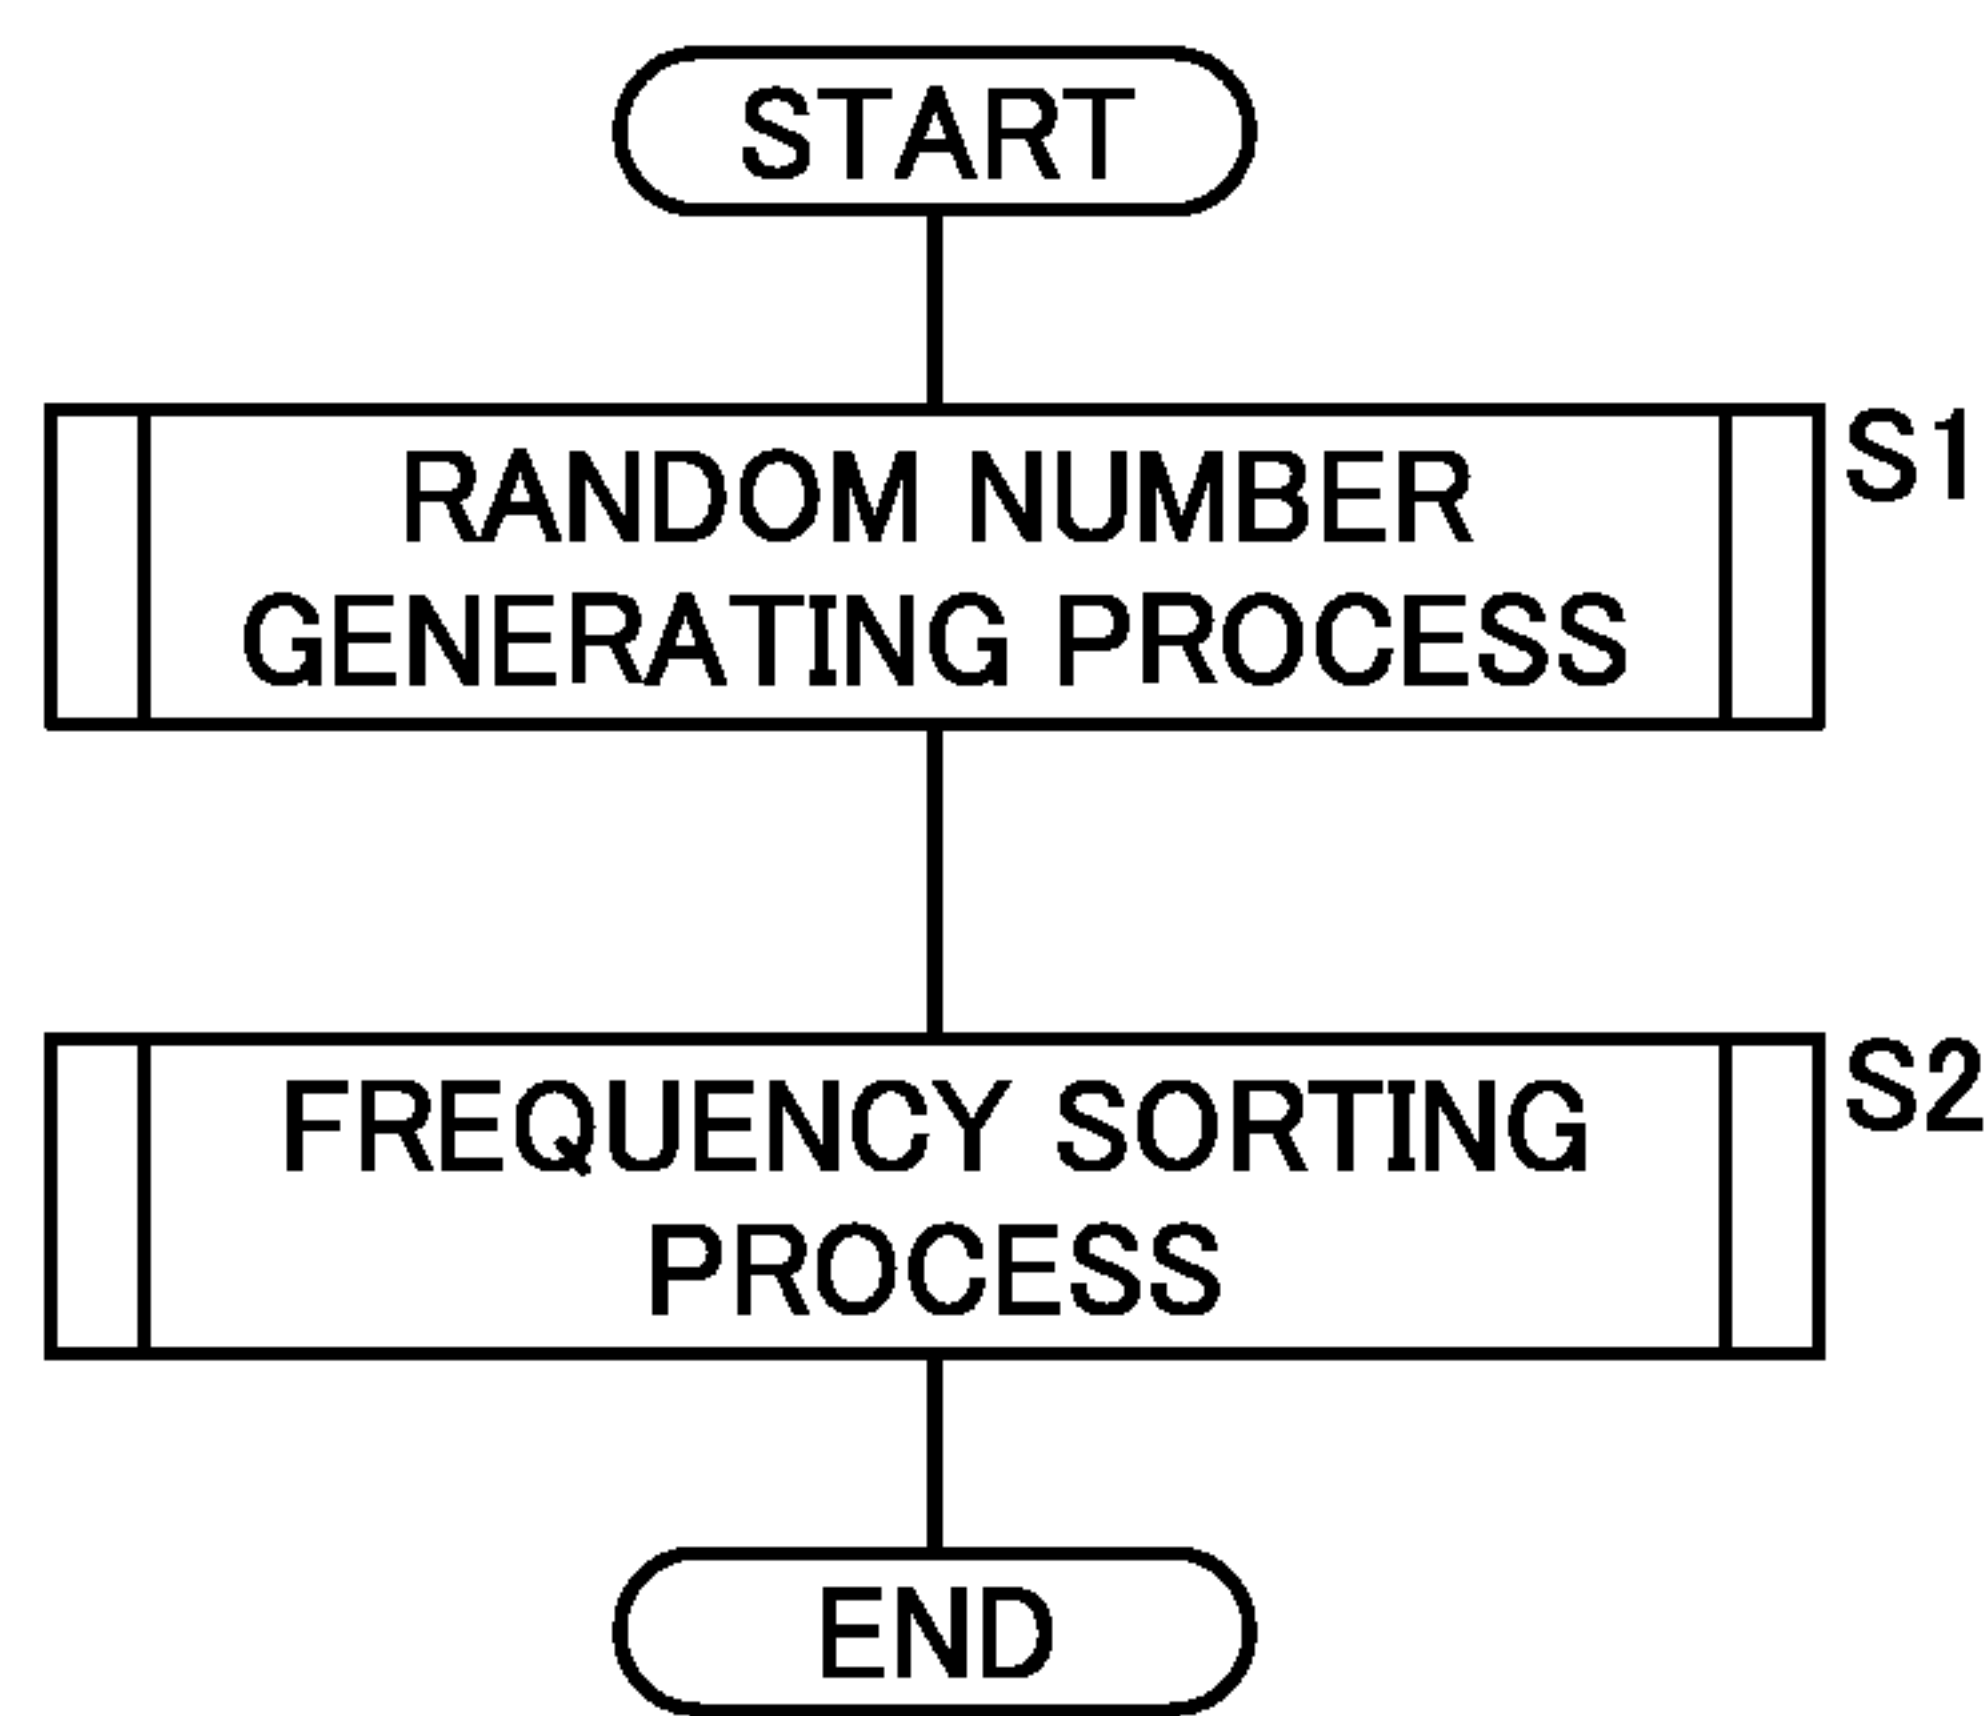 START
RANDOM NUMBER
GENERATING PROCESS
S1
FREQUENCY SORTING
PROCESS
S2
END